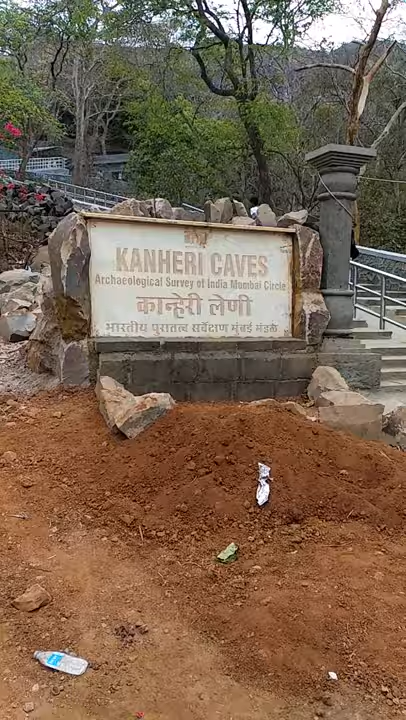 KANHERI CAVES
Archaeological Survey of India Mumbai Circle
कान्हेरी लेणी
भारतीय पुरातत्व सर्वेक्षण मुंबई मंडळ